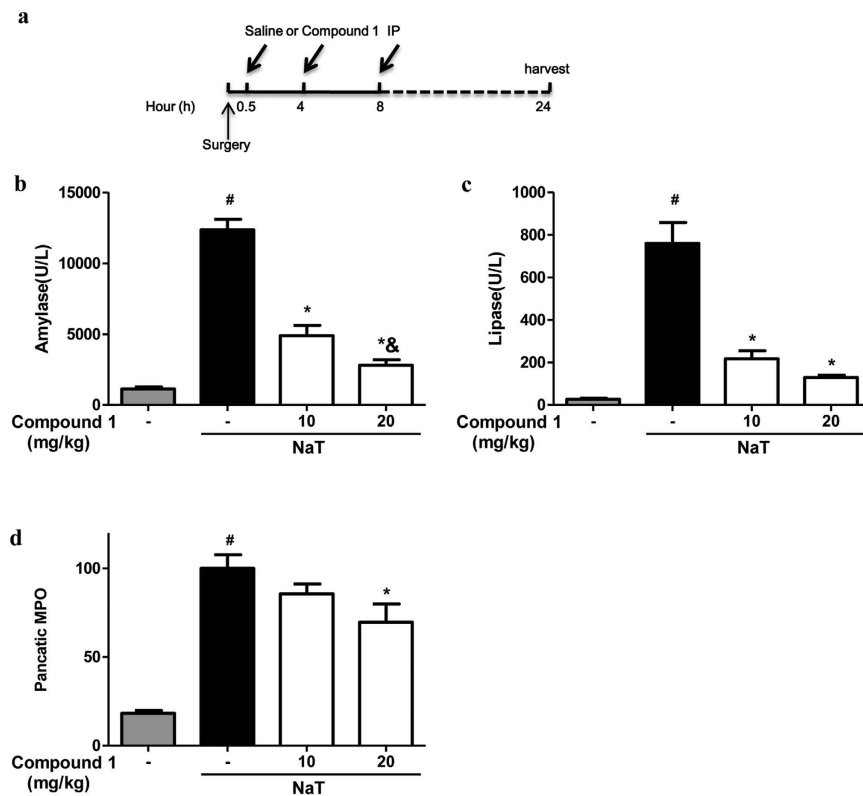 a
Saline or Compound 1 IP
harvest
Hour (h) 0.5 4 8 24
Surgery
b
15000
10000
5000
0
Amylase(U/L)
#
*
*&
Compound 1 - - 10 20
(mg/kg)
NaT
c
1000
800
600
400
200
0
Lipase(U/L)
#
*
*
Compound 1 - - 10 20
(mg/kg)
NaT
d
100
50
0
Pancatic MPO
#
*
Compound 1 - - 10 20
(mg/kg)
NaT